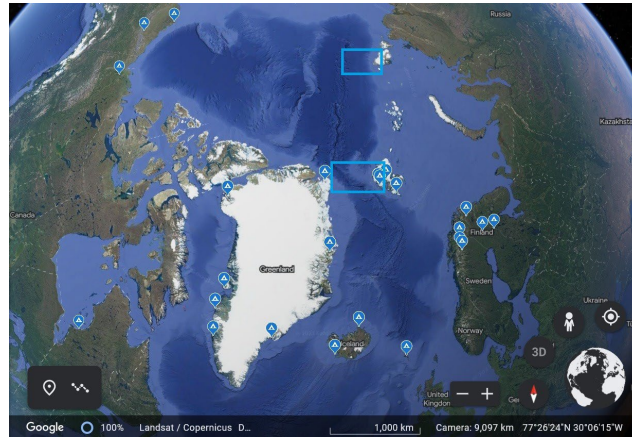 Russia
Kazakhsta
Canada
Greenland
Finland
Sweden
Ukraine
Norway
Iceland
United
Kingdom
Ge
3D
Google
100%
Landsat / Copernicus D...
1,000 km
Camera: 9,097 km 77°26'24"N 30°06'15"W